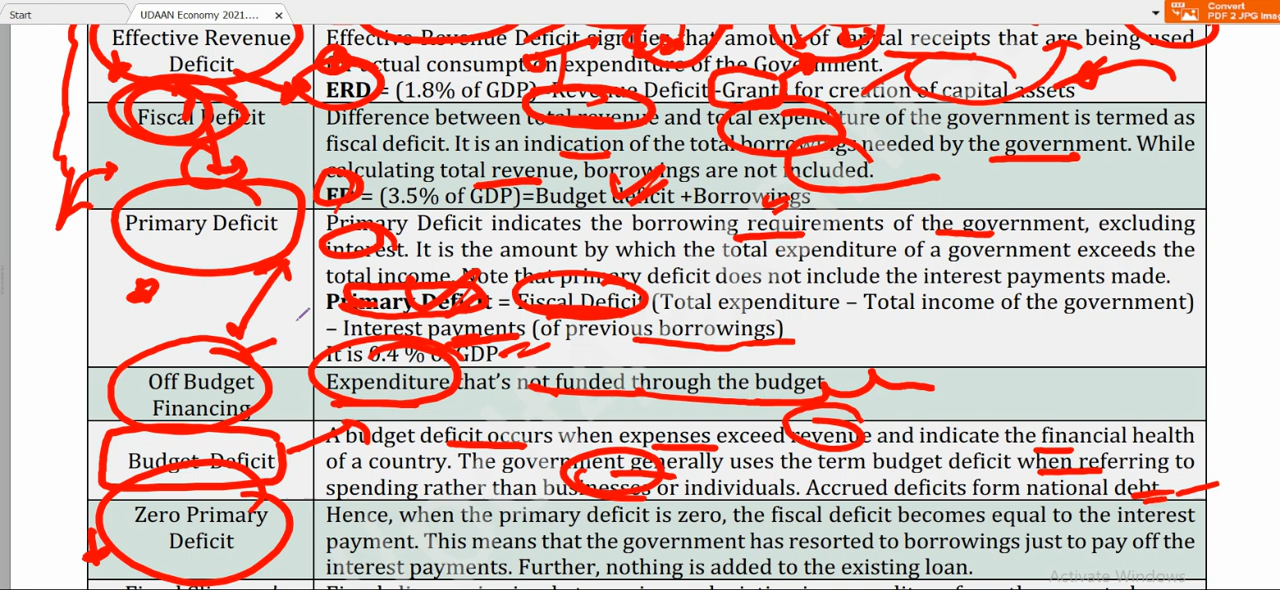 Start
UDAAN Economy 2021....
Convert
PDF 2 JPG Imag
Effective Revenue
Deficit
Effective Revenue Deficit signifies that amount of capital receipts that are being used
actual consumption expenditure of the Government.
ERD = (1.8% of GDP) Revenue Deficit-Grant for creation of capital assets
Fiscal Deficit
Difference between total revenue and total expenditure of the government is termed as
fiscal deficit. It is an indication of the total borrowings needed by the government. While
calculating total revenue, borrowings are not included.
FD = (3.5% of GDP)=Budget deficit +Borrowings
Primary Deficit
Primary Deficit indicates the borrowing requirements of the government, excluding
interest. It is the amount by which the total expenditure of a government exceeds the
total income. Note that primary deficit does not include the interest payments made.
Primary Deficit = Fiscal Deficit (Total expenditure – Total income of the government)
– Interest payments (of previous borrowings)
It is 0.4 % of GDP
Off Budget
Financing
Expenditure that's not funded through the budget
Budget Deficit
A budget deficit occurs when expenses exceed revenue and indicate the financial health
of a country. The government generally uses the term budget deficit when referring to
spending rather than businesses or individuals. Accrued deficits form national debt
Zero Primary
Deficit
Hence, when the primary deficit is zero, the fiscal deficit becomes equal to the interest
payment. This means that the government has resorted to borrowings just to pay off the
interest payments. Further, nothing is added to the existing loan.
Activate Windows